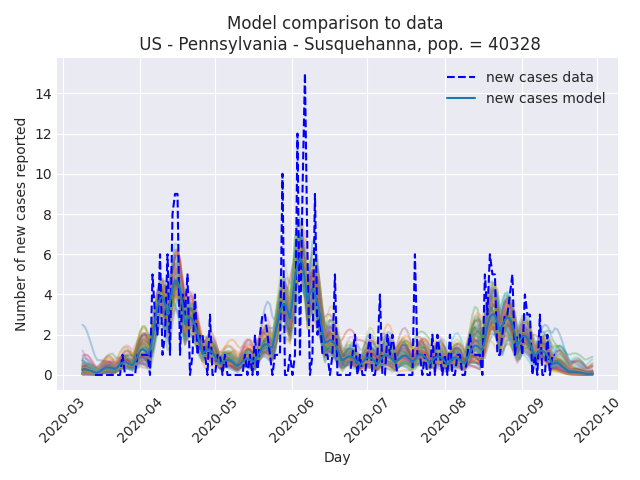 Model comparison to data
US - Pennsylvania - Susquehanna, pop. = 40328
new cases data
new cases model
Number of new cases reported
14
12
10
8
6
4
2
0
2020-03
2020-04
2020-05
2020-06
2020-07
2020-08
2020-09
2020-10
Day